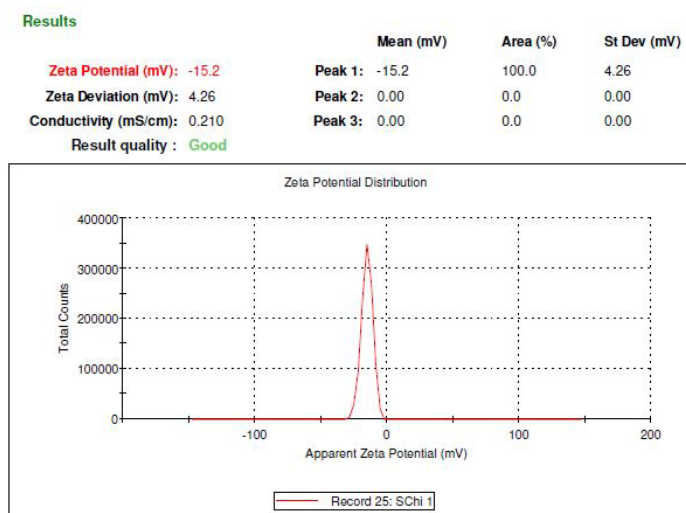 Results
Mean (mV) Area (%) St Dev (mV)
Zeta Potential (mV): -15.2 Peak 1: -15.2 100.0 4.26
Zeta Deviation (mV): 4.26 Peak 2: 0.00 0.0 0.00
Conductivity (mS/cm): 0.210 Peak 3: 0.00 0.0 0.00
Result quality : Good
Zeta Potential Distribution
400000
300000
200000
100000
0
Total Counts
-100 0 100 200
Apparent Zeta Potential (mV)
Record 25: SChi 1